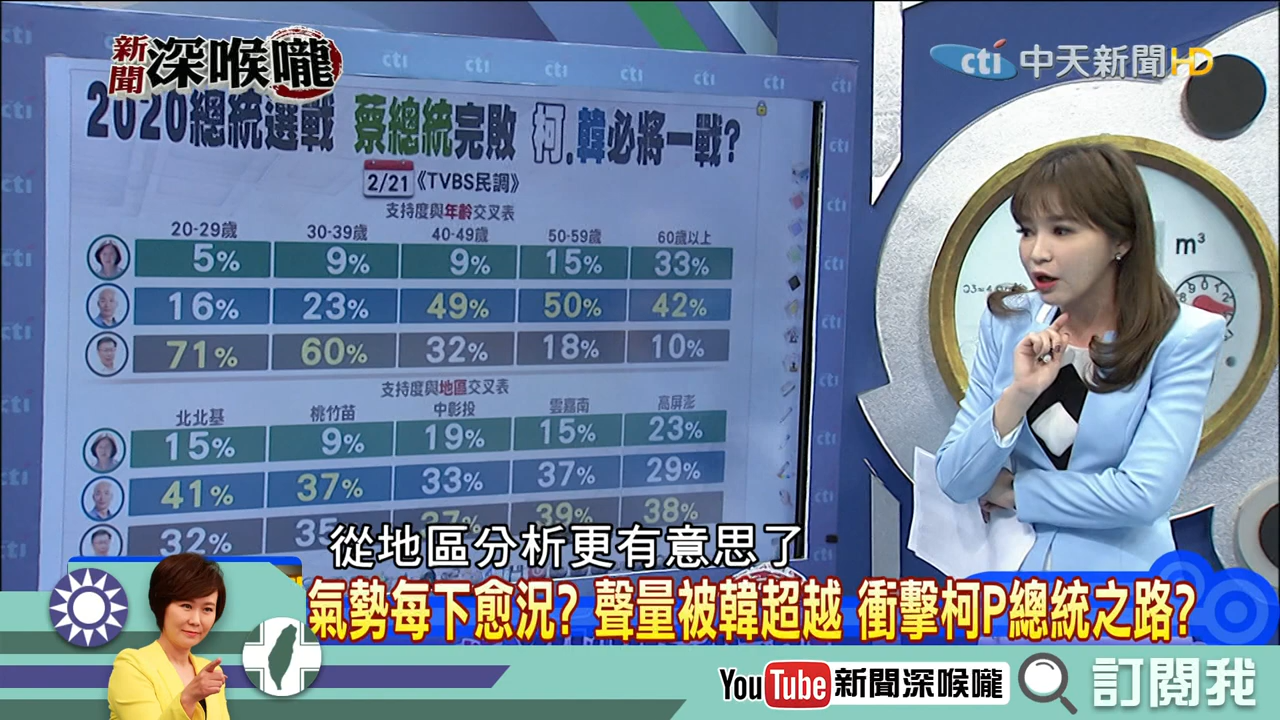 新聞深喉嚨
cti 中天新聞HD
2020總統選戰 蔡總統完敗 柯.韓必將一戰?
2/21《TVBS民調》
支持度與年齡交叉表
20-29歲 30-39歲 40-49歲 50-59歲 60歲以上
5% 9% 9% 15% 33%
16% 23% 49% 50% 42%
71% 60% 32% 18% 10%
支持度與地區交叉表
北北基 桃竹苗 中彰投 雲嘉南 高屏澎
15% 9% 19% 15% 23%
41% 37% 33% 37% 29%
32% 35 37% 39% 38%
m³
從地區分析更有意思了
氣勢每下愈況? 聲量被韓超越 衝擊柯P總統之路?
YouTube 新聞深喉嚨 訂閱我